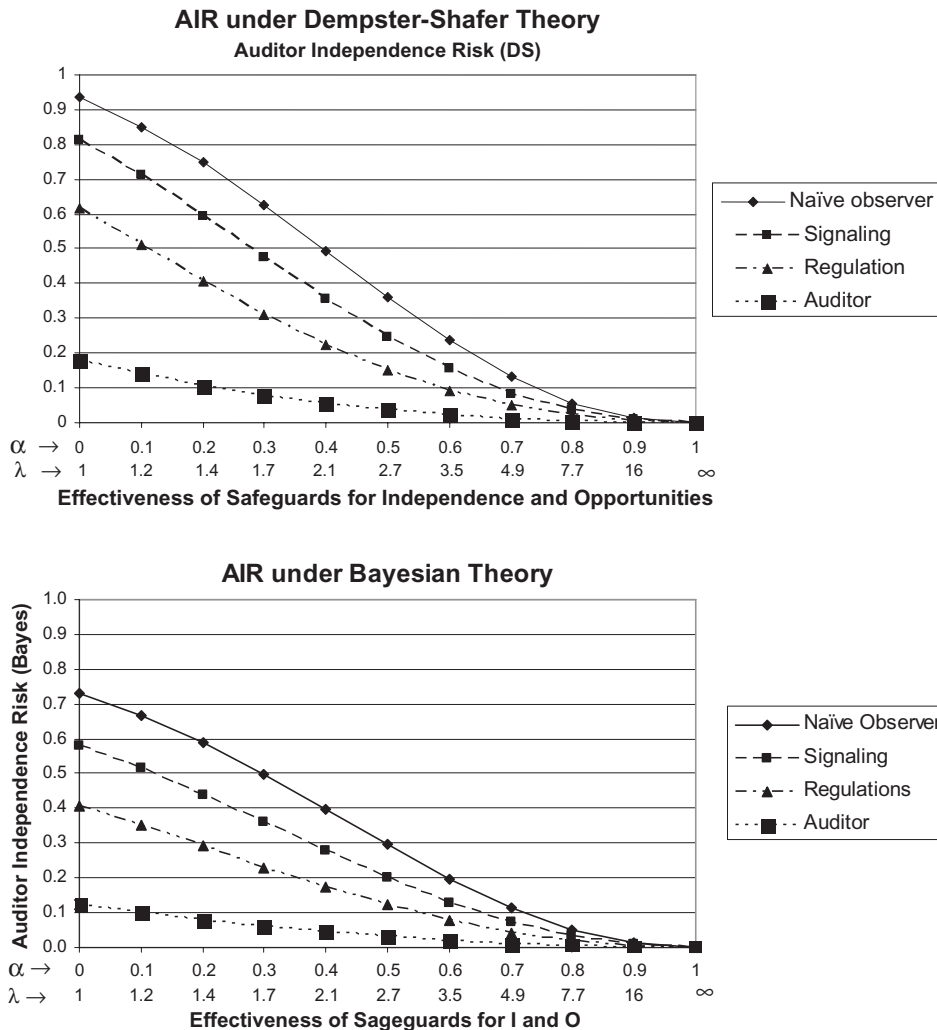 AIR under Dempster-Shafer Theory
Auditor Independence Risk (DS)
1
0.9
0.8
0.7
0.6
0.5
0.4
0.3
0.2
0.1
0
α → 0 0.1 0.2 0.3 0.4 0.5 0.6 0.7 0.8 0.9 1
λ → 1 1.2 1.4 1.7 2.1 2.7 3.5 4.9 7.7 16 ∞
Effectiveness of Safeguards for Independence and Opportunities
Naïve observer
Signaling
Regulation
Auditor
AIR under Bayesian Theory
Auditor Independence Risk (Bayes)
1.0
0.9
0.8
0.7
0.6
0.5
0.4
0.3
0.2
0.1
0.0
α → 0 0.1 0.2 0.3 0.4 0.5 0.6 0.7 0.8 0.9 1
λ → 1 1.2 1.4 1.7 2.1 2.7 3.5 4.9 7.7 16 ∞
Effectiveness of Sageguards for I and O
Naïve Observer
Signaling
Regulations
Auditor